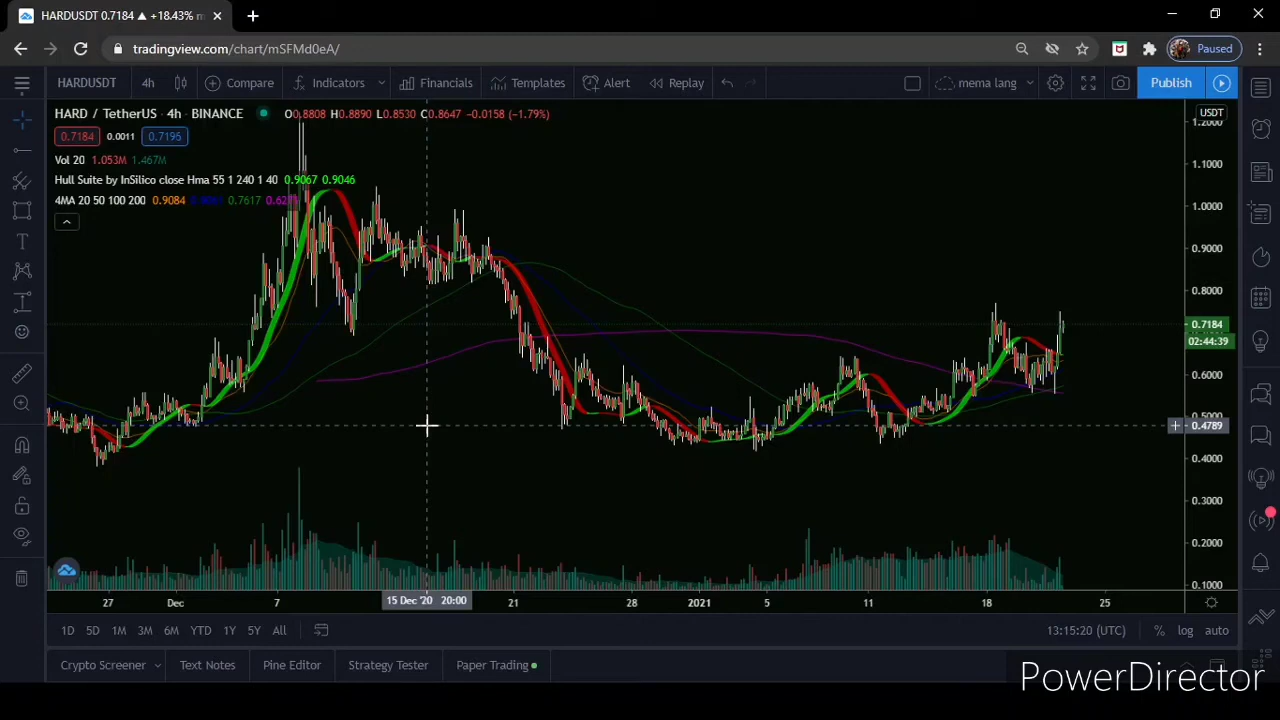 HARDUSDT 0.7184 ▲ +18.43%
tradingview.com/chart/mSFMd0eA/
Paused
HARDUSDT 4h Compare Indicators Financials Templates Alert Replay mema lang Publish
HARD / TetherUS · 4h · BINANCE O0.8808 H0.8890 L0.8530 C0.8647 −0.0158 (−1.79%)
USDT
0.7184 0.0011 0.7195
Vol 20 1.053M 1.467M
Hull Suite by InSilico close Hma 55 1 240 1 40 0.9067 0.9046
4MA 20 50 100 200 0.9084 0.7617
1.2000
1.1000
1.0000
0.9000
0.8000
0.7184
02:44:39
0.6000
0.5000
0.4789
0.4000
0.3000
0.2000
0.1000
27 Dec 7 15 Dec '20 20:00 21 28 2021 5 11 18 25
1D 5D 1M 3M 6M YTD 1Y 5Y All 13:15:20 (UTC) % log auto
Crypto Screener Text Notes Pine Editor Strategy Tester Paper Trading
PowerDirector